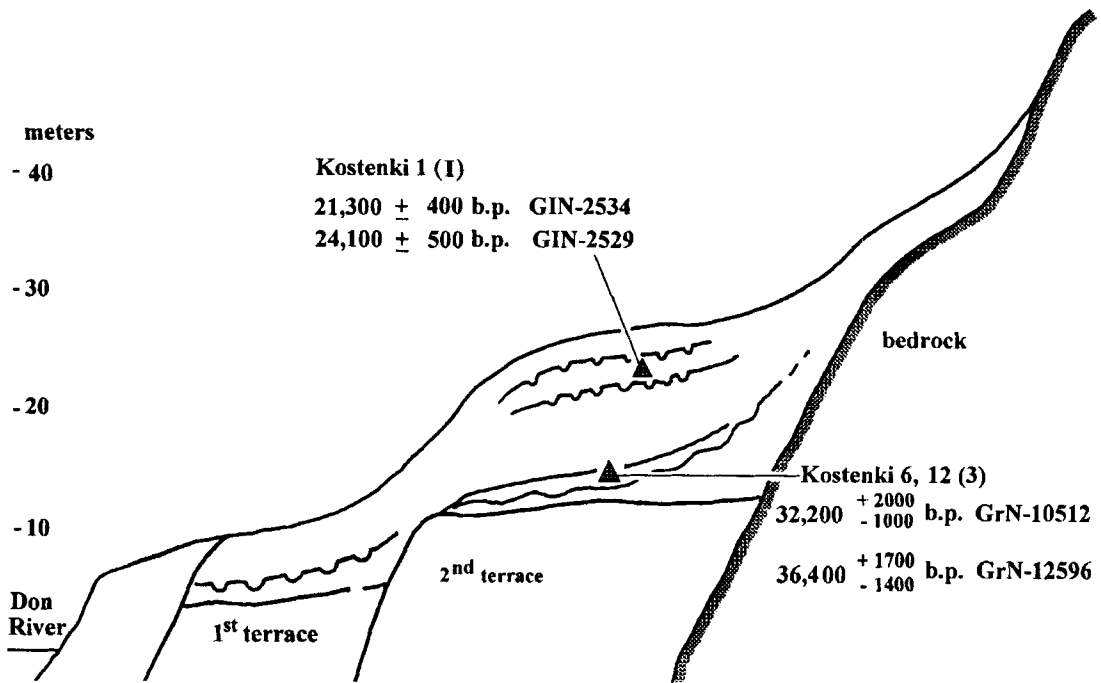 meters
- 40
- 30
- 20
- 10
Don
River
Kostenki 1 (I)
21,300 ± 400 b.p. GIN-2534
24,100 ± 500 b.p. GIN-2529
bedrock
Kostenki 6, 12 (3)
32,200 + 2000 - 1000 b.p. GrN-10512
36,400 + 1700 - 1400 b.p. GrN-12596
2nd terrace
1st terrace